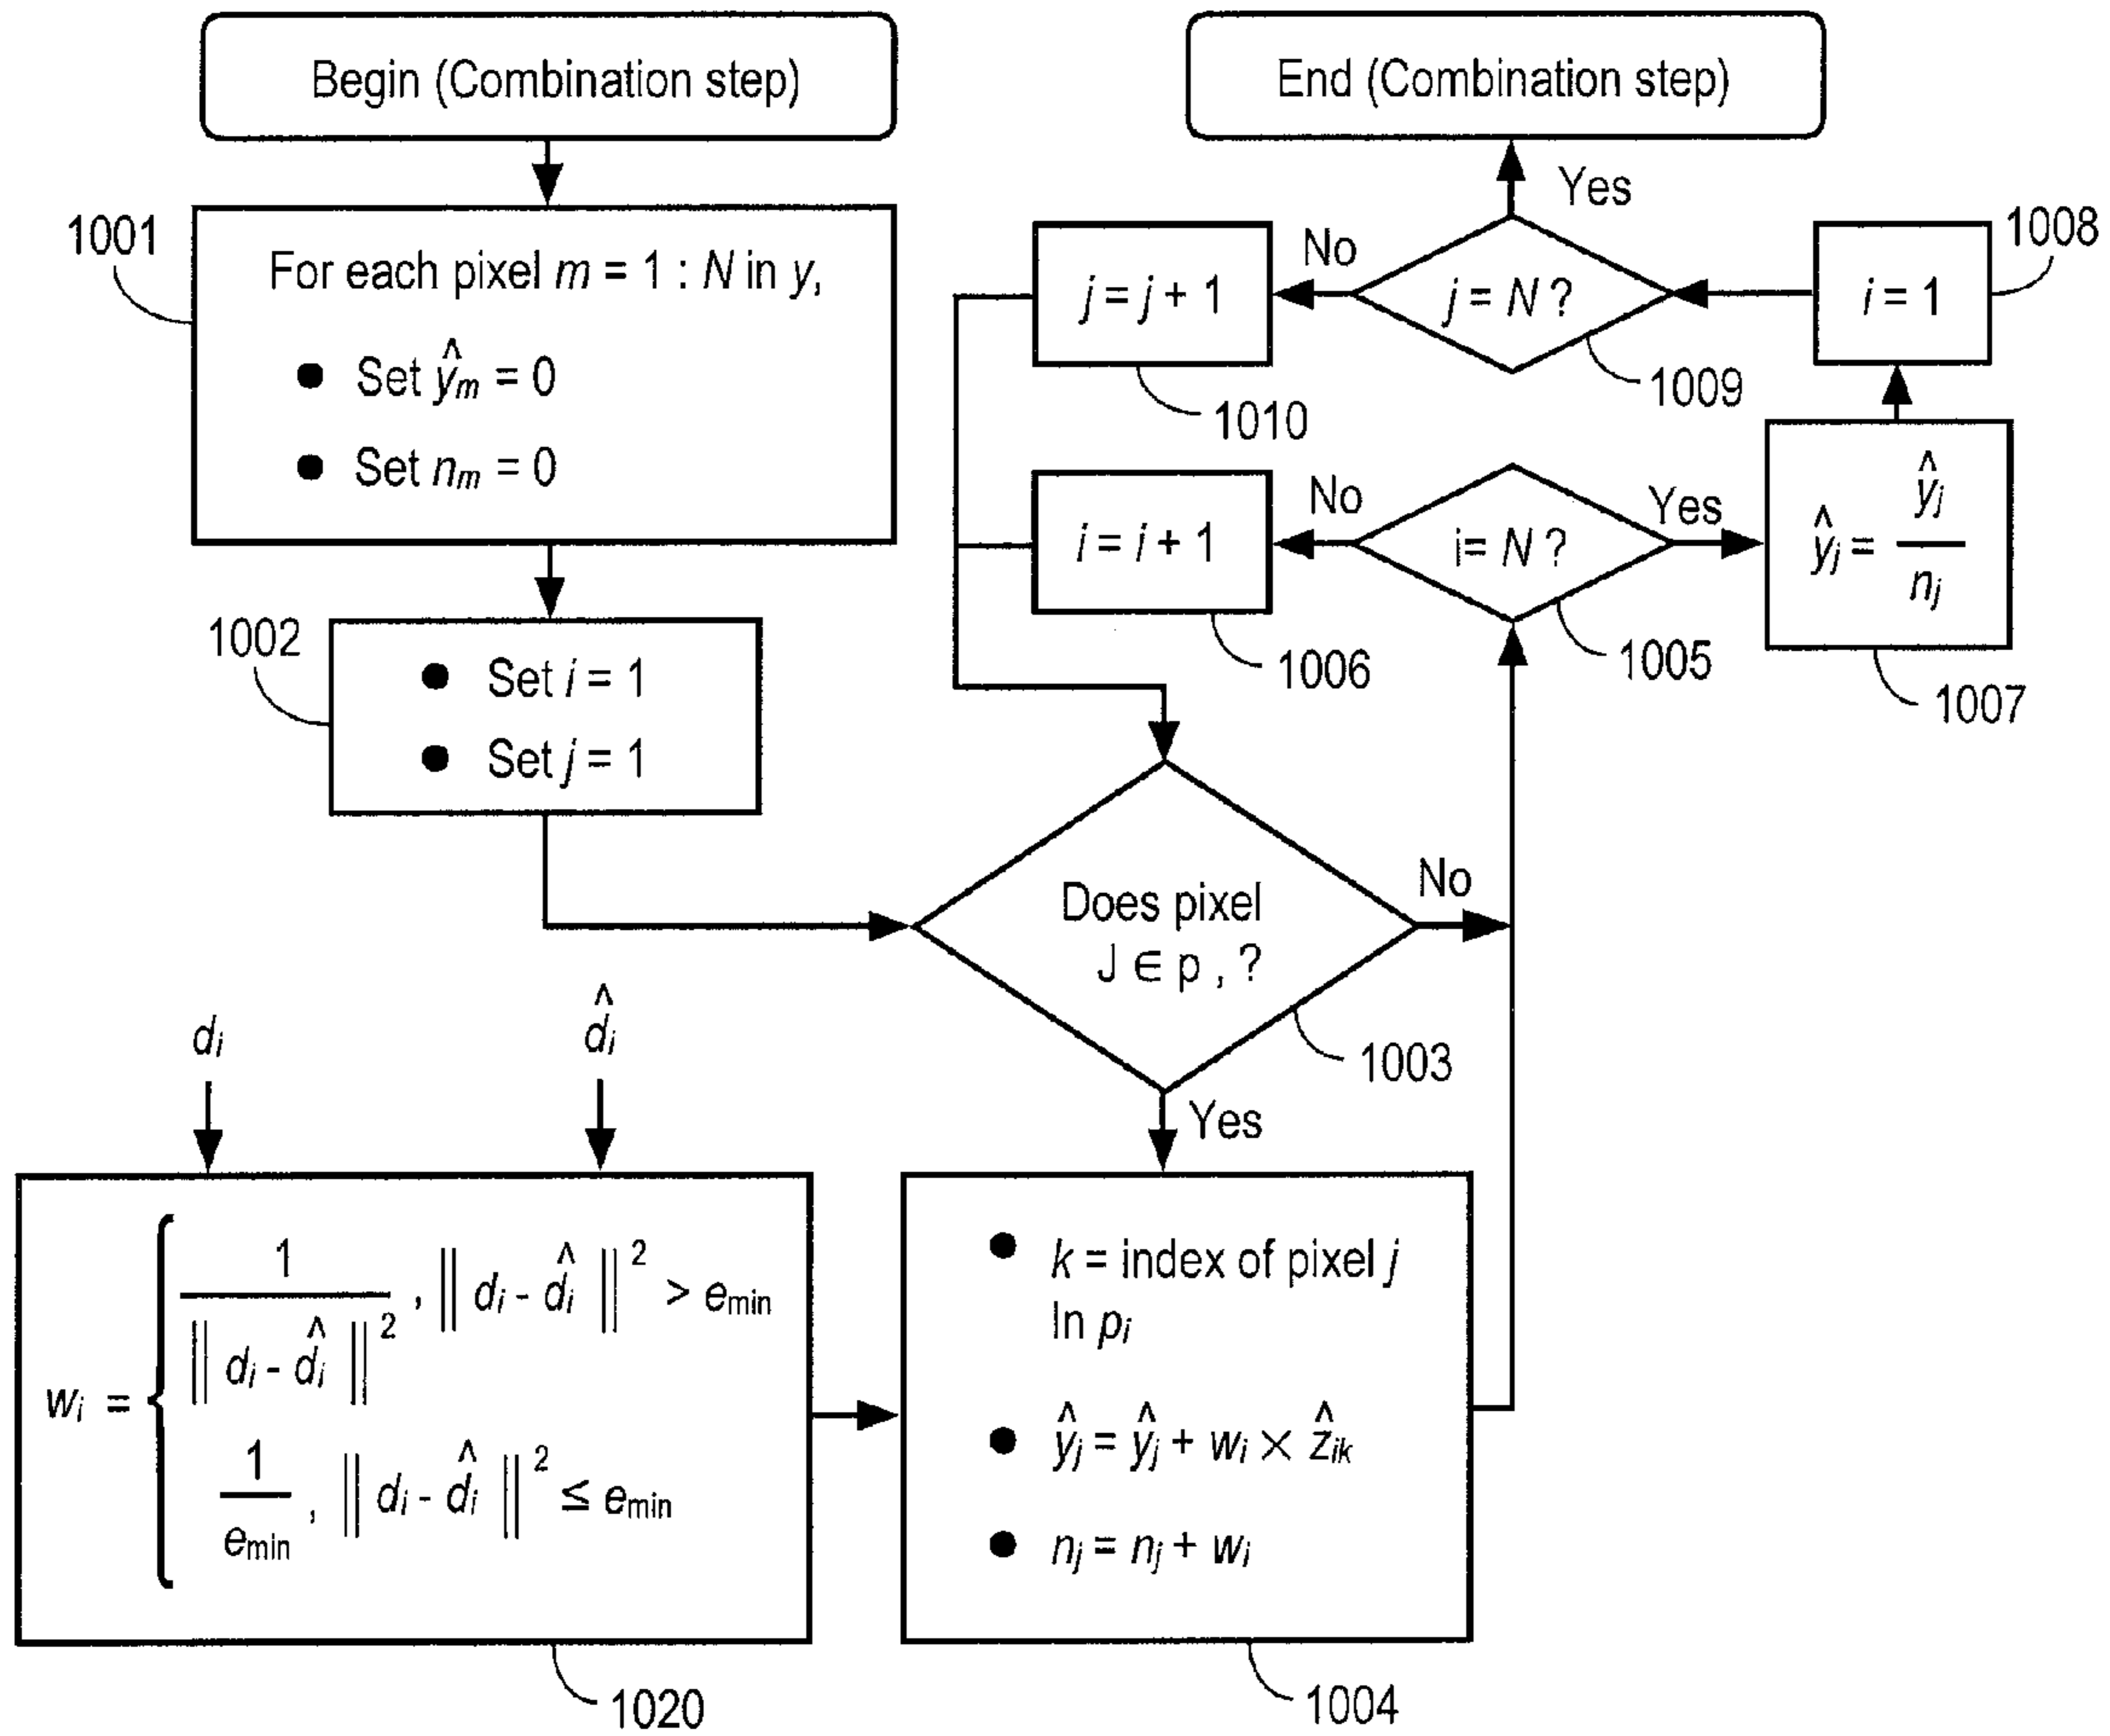 Begin (Combination step)
1001
For each pixel m = 1 : N in y,
● Set ŷm = 0
● Set nm = 0
1002
● Set i = 1
● Set j = 1
End (Combination step)
Yes
No
j = j + 1
1010
j = N ?
1009
i = 1
1008
No
i = i + 1
1006
i= N ?
1005
Yes
ŷj = ŷj / nj
1007
Does pixel
J ∈ p , ?
1003
No
Yes
di
d̂i
wi = { 1 / || di - d̂i ||² , || di - d̂i ||² > emin
1 / emin , || di - d̂i ||² ≤ emin
1020
● k = index of pixel j
In pi
● ŷj = ŷj + wi × ẑik
● nj = nj + wi
1004